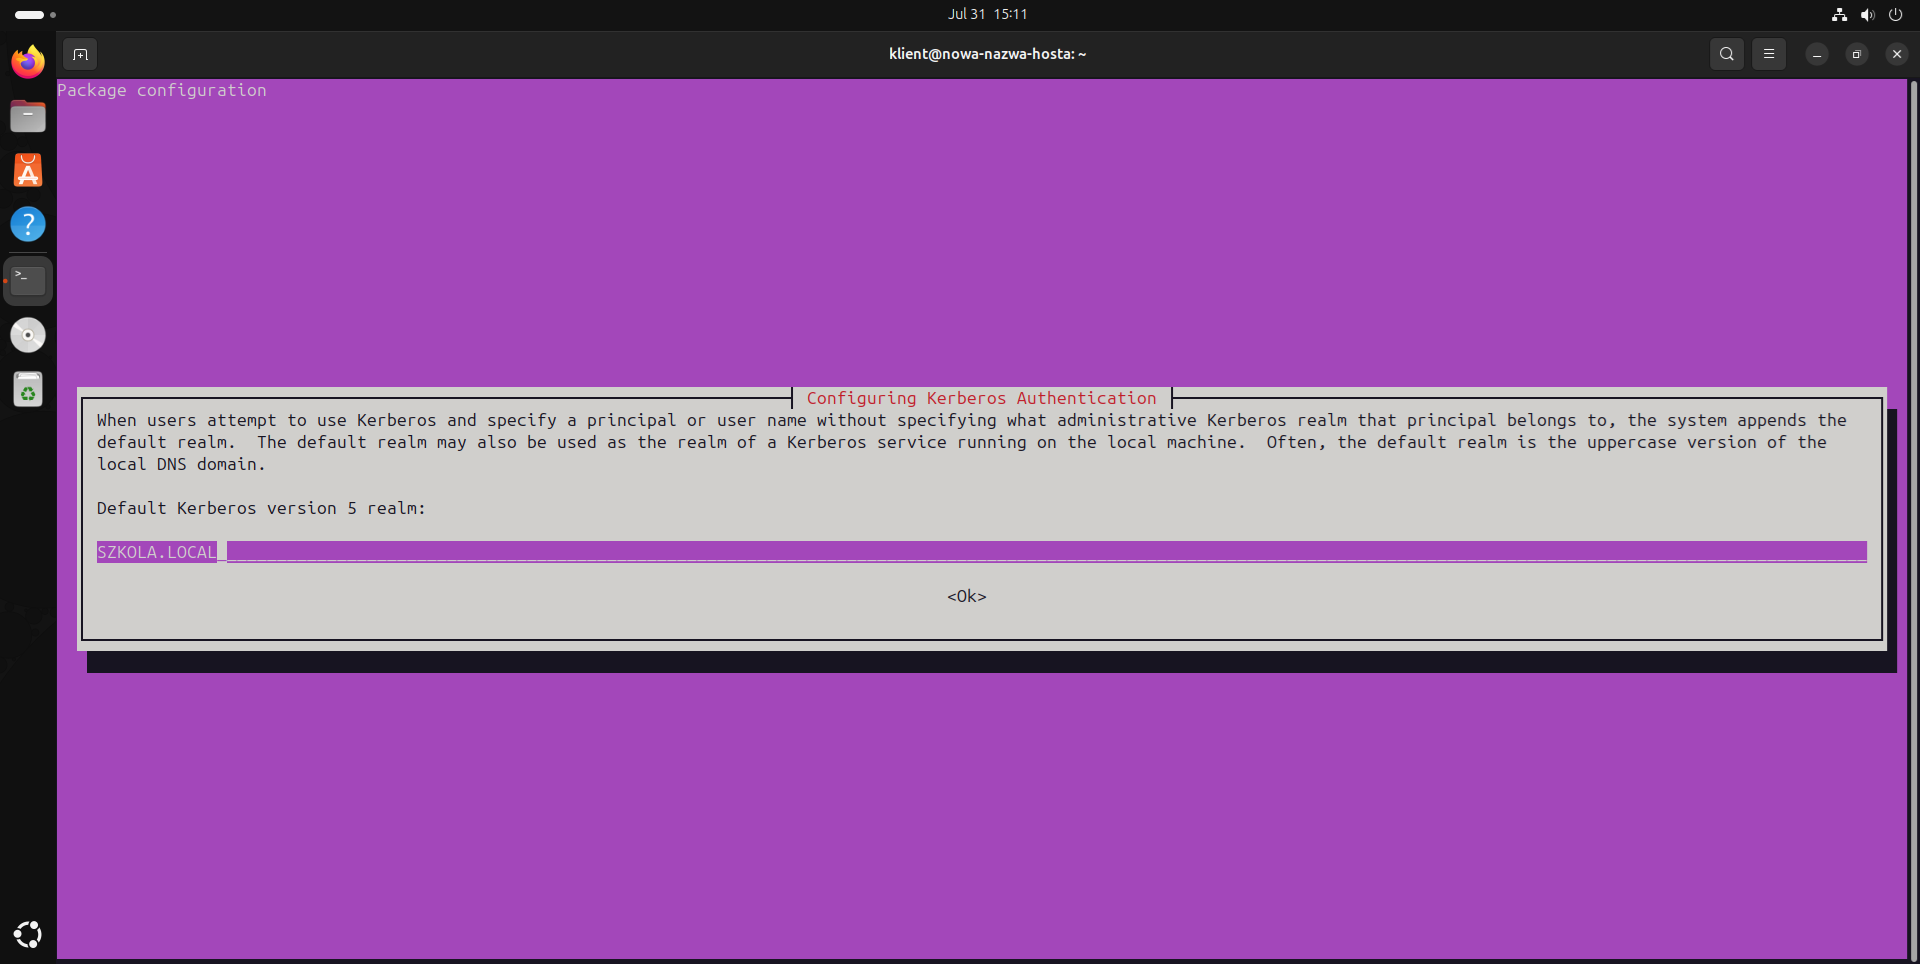 Jul 31 15:11
klient@nowa-nazwa-hosta: ~
Package configuration
Configuring Kerberos Authentication
When users attempt to use Kerberos and specify a principal or user name without specifying what administrative Kerberos realm that principal belongs to, the system appends the
default realm.  The default realm may also be used as the realm of a Kerberos service running on the local machine.  Often, the default realm is the uppercase version of the
local DNS domain.
Default Kerberos version 5 realm:
SZKOLA.LOCAL
<Ok>